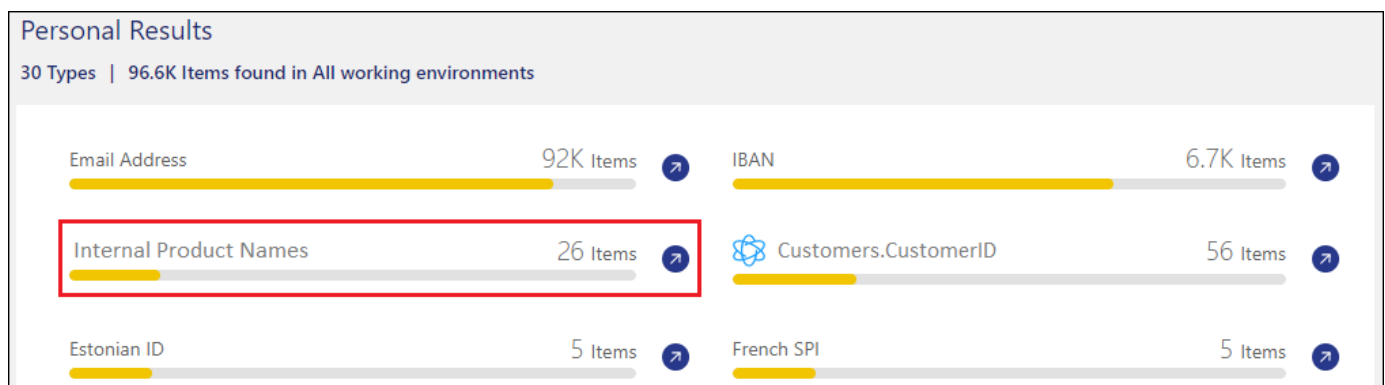 Personal Results
30 Types | 96.6K Items found in All working environments
Email Address 92K Items
IBAN 6.7K Items
Internal Product Names 26 Items
Customers.CustomerID 56 Items
Estonian ID 5 Items
French SPI 5 Items